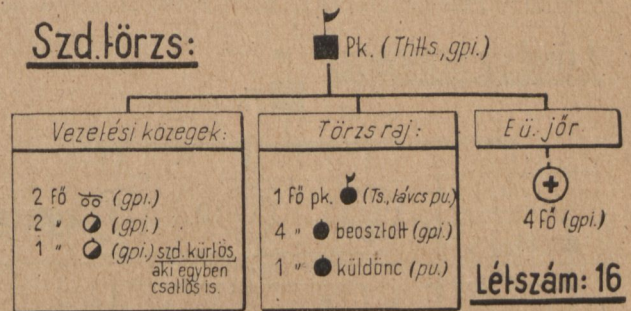 Szd. törzs:
Pk. (Thtts., gpi.)
Vezetési közegek:
2 fő (gpi.)
2 " (gpi.)
1 " (gpi.) szd. kürtös,
aki egyben
csatlós is.
Törzs raj:
1 fő pk. (Ts., távcs pu.)
4 " beosztott (gpi.)
1 " küldönc (pu.)
Eü. jőr
4 fő (gpi.)
Létszám: 16